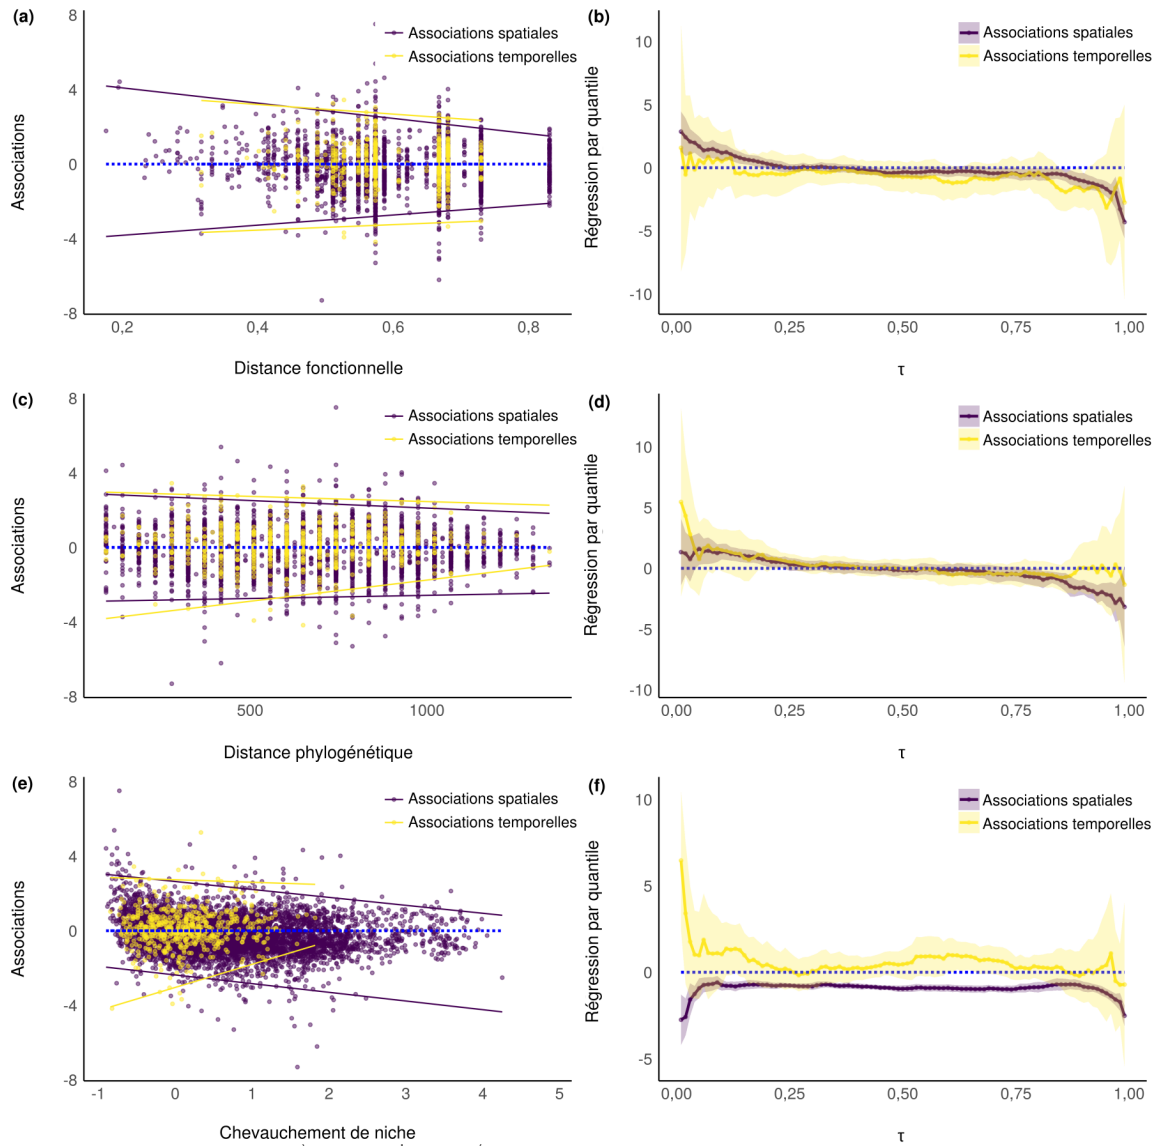 (a)
8
4
0
-4
-8
Associations
Associations spatiales
Associations temporelles
0,2
0,4
0,6
0,8
Distance fonctionnelle
(b)
10
5
0
-5
-10
Régression par quantile
Associations spatiales
Associations temporelles
0,00
0,25
0,50
0,75
1,00
τ
(c)
8
4
0
-4
-8
Associations
Associations spatiales
Associations temporelles
500
1000
Distance phylogénétique
(d)
10
5
0
-5
-10
Régression par quantile
Associations spatiales
Associations temporelles
0,00
0,25
0,50
0,75
1,00
τ
(e)
8
4
0
-4
-8
Associations
Associations spatiales
Associations temporelles
-1
0
1
2
3
4
5
Chevauchement de niche
(f)
10
5
0
-5
Régression par quantile
Associations spatiales
Associations temporelles
0,00
0,25
0,50
0,75
1,00
τ